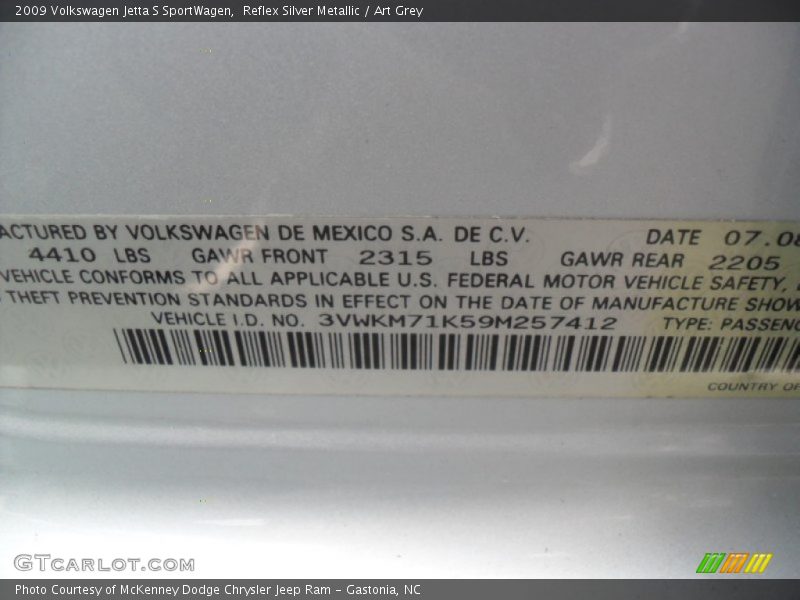 2009 Volkswagen Jetta S SportWagen, Reflex Silver Metallic / Art Grey
ACTURED BY VOLKSWAGEN DE MEXICO S.A. DE C.V. DATE 07.08
4410 LBS GAWR FRONT 2315 LBS GAWR REAR 2205
VEHICLE CONFORMS TO ALL APPLICABLE U.S. FEDERAL MOTOR VEHICLE SAFETY,
THEFT PREVENTION STANDARDS IN EFFECT ON THE DATE OF MANUFACTURE SHOW
VEHICLE I.D. NO. 3VWKM71K59M257412 TYPE: PASSENG
COUNTRY OF
GTCARLOT.COM
Photo Courtesy of McKenney Dodge Chrysler Jeep Ram - Gastonia, NC